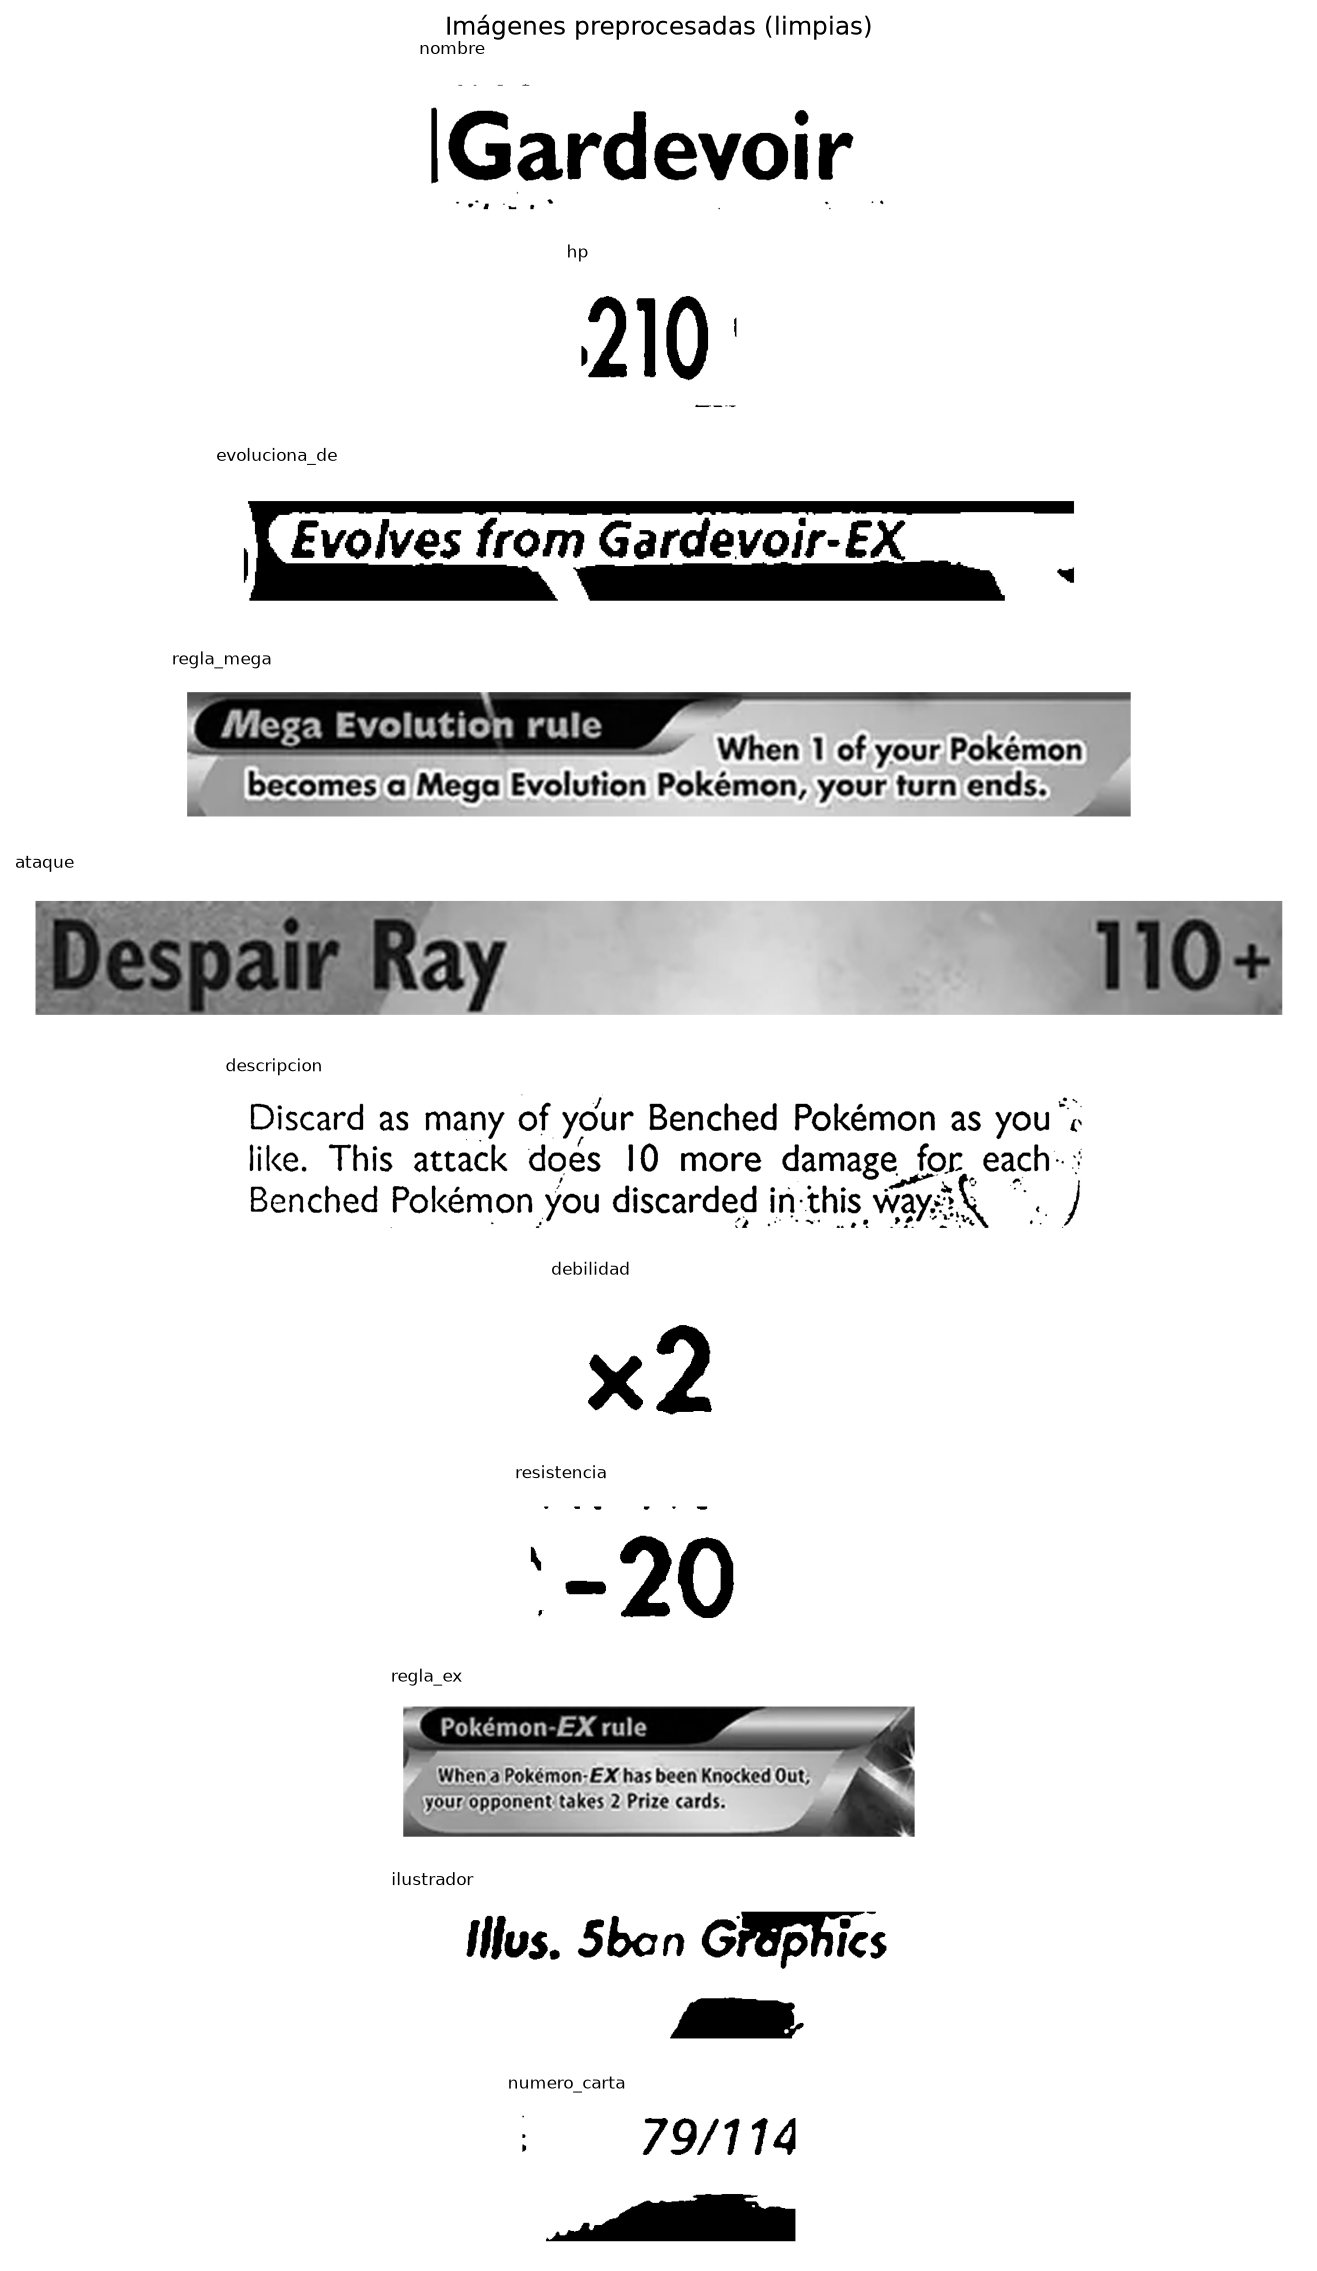 Imágenes preprocesadas (limpias)
nombre
Gardevoir
hp
210
evoluciona_de
Evolves from Gardevoir-EX
regla_mega
Mega Evolution rule
When 1 of your Pokémon
becomes a Mega Evolution Pokémon, your turn ends.
ataque
Despair Ray 110+
descripcion
Discard as many of your Benched Pokémon as you
like. This attack does 10 more damage for each
Benched Pokémon you discarded in this way.
debilidad
×2
resistencia
-20
regla_ex
Pokémon-EX rule
When a Pokémon-EX has been Knocked Out,
your opponent takes 2 Prize cards.
ilustrador
Illus. 5ban Graphics
numero_carta
79/114